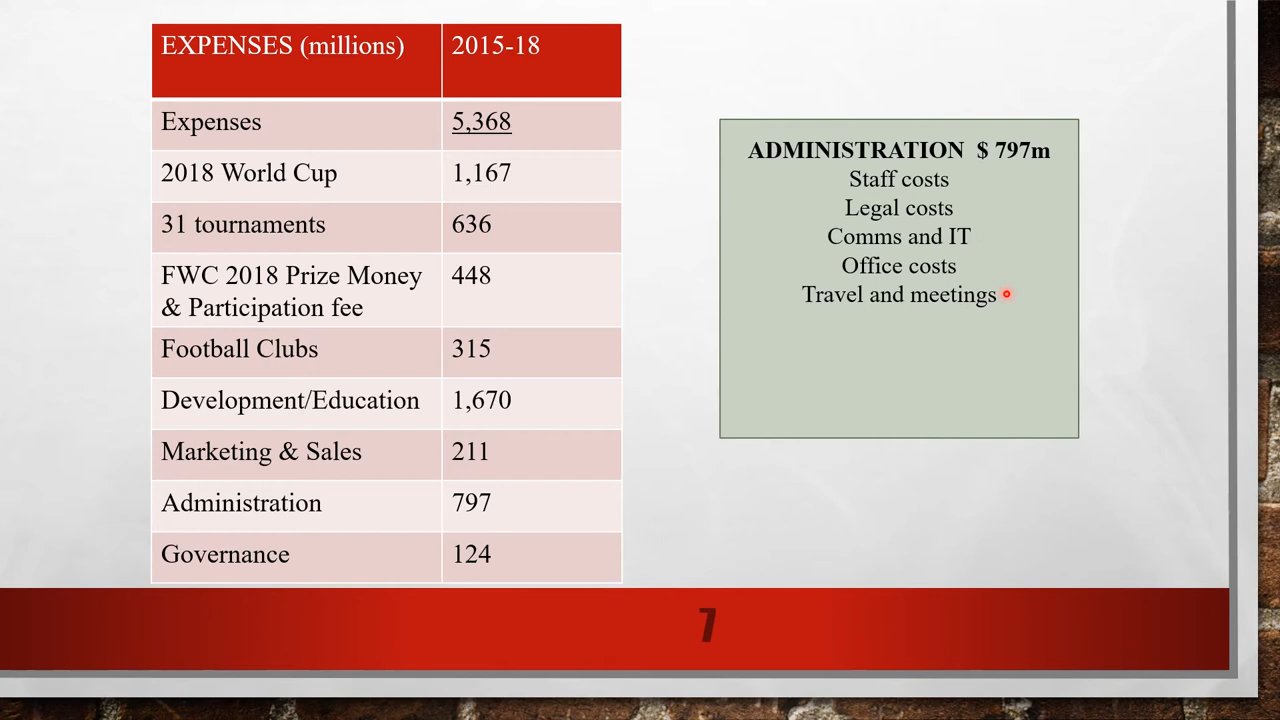 EXPENSES (millions) 2015-18
Expenses 5,368
2018 World Cup 1,167
31 tournaments 636
FWC 2018 Prize Money 448
& Participation fee
Football Clubs 315
Development/Education 1,670
Marketing & Sales 211
Administration 797
Governance 124
ADMINISTRATION $ 797m
Staff costs
Legal costs
Comms and IT
Office costs
Travel and meetings
7